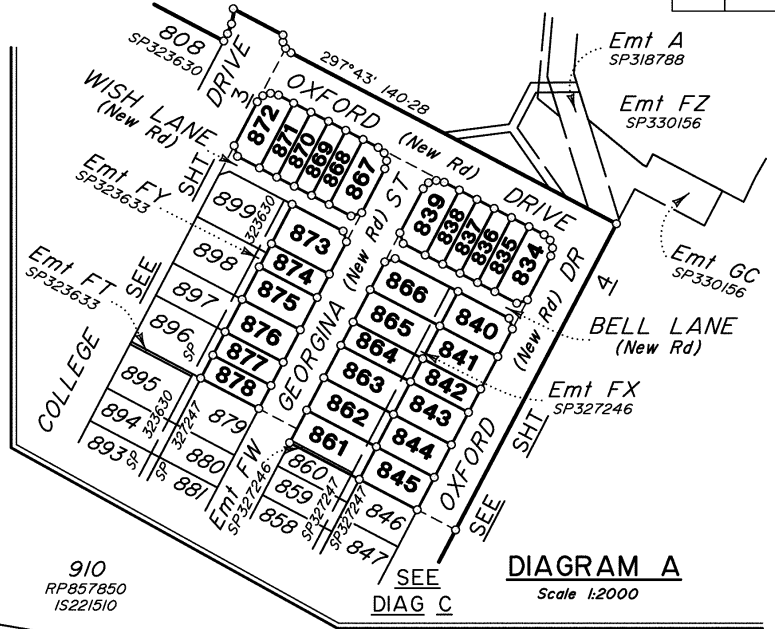 808
SP323630
DRIVE
3
297°43' 140·28
OXFORD
(New Rd)
DRIVE
Emt A
SP318788
Emt FZ
SP330156
Emt GC
SP330156
WISH LANE
(New Rd)
SHT
SEE
Emt FY
SP323633
Emt FT
SP323633
COLLEGE
872
871
870
869
868
867
ST
GEORGINA (New Rd)
839
838
837
836
835
834
DR
(New Rd)
OXFORD
4
SHT
SEE
BELL LANE
(New Rd)
Emt FX
SP327246
899
323630
898
897
896
SP
895
894
893
SP 323630
SP 327247
873
874
875
876
877
878
879
880
881
Emt FW
SP327246
866
865
864
863
862
861
860
859
858
SP327247
SP327247
840
841
842
843
844
845
846
847
SEE
DIAG C
910
RP857850
IS221510
DIAGRAM A
Scale 1:2000